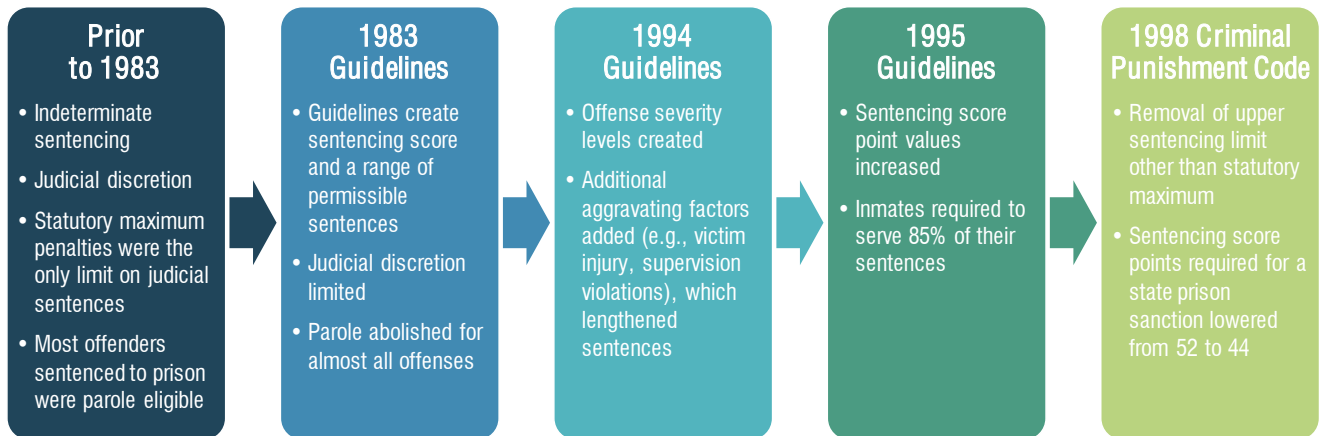 Prior
to 1983
• Indeterminate
sentencing
• Judicial discretion
• Statutory maximum
penalties were the
only limit on judicial
sentences
• Most offenders
sentenced to prison
were parole eligible
1983
Guidelines
• Guidelines create
sentencing score
and a range of
permissible
sentences
• Judicial discretion
limited
• Parole abolished for
almost all offenses
1994
Guidelines
• Offense severity
levels created
• Additional
aggravating factors
added (e.g., victim
injury, supervision
violations), which
lengthened
sentences
1995
Guidelines
• Sentencing score
point values
increased
• Inmates required to
serve 85% of their
sentences
1998 Criminal
Punishment Code
• Removal of upper
sentencing limit
other than statutory
maximum
• Sentencing score
points required for a
state prison
sanction lowered
from 52 to 44